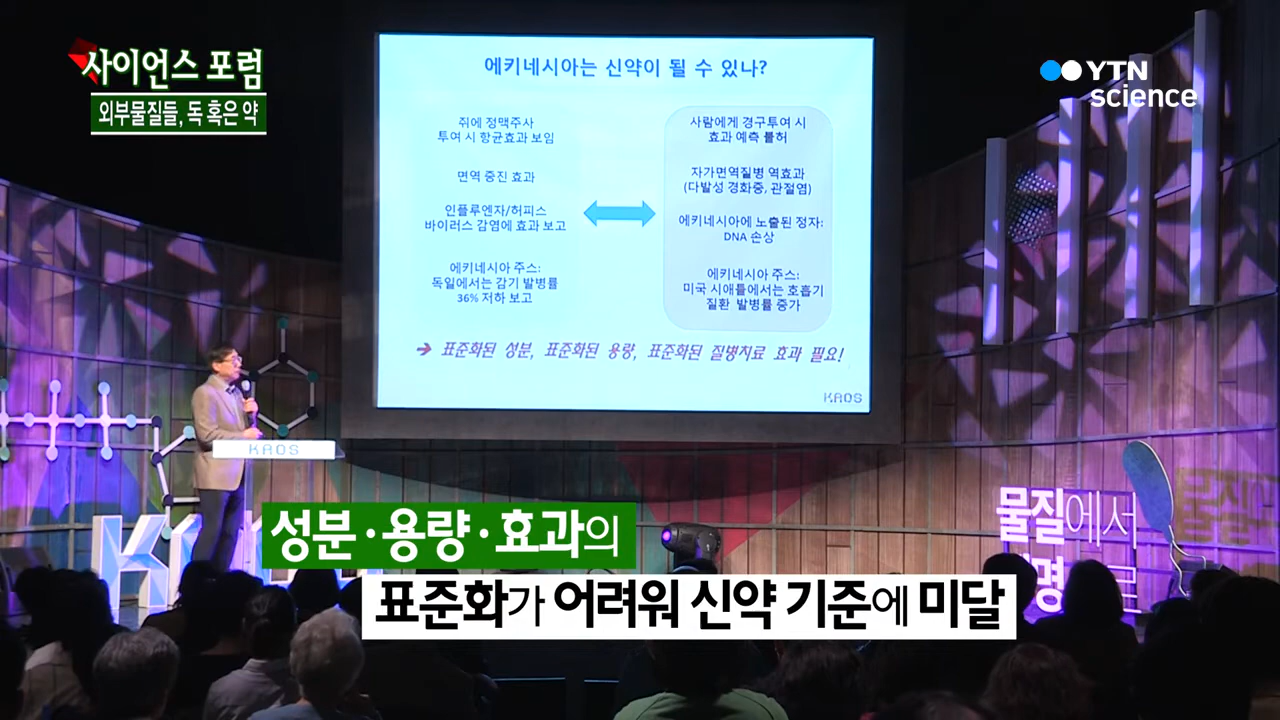 사이언스 포럼
외부물질들, 독 혹은 약
YTN
science
에키네시아는 신약이 될 수 있나?
쥐에 정맥주사
투여 시 항균효과 보임
면역 증진 효과
인플루엔자/허피스
바이러스 감염에 효과 보고
에키네시아 주스:
독일에서는 감기 발병률
36% 저하 보고
사람에게 경구투여 시
효과 예측 불허
자가면역질병 역효과
(다발성 경화증, 관절염)
에키네시아에 노출된 정자:
DNA 손상
에키네시아 주스:
미국 시애틀에서는 호흡기
질환 발병률 증가
➔ 표준화된 성분, 표준화된 용량, 표준화된 질병치료 효과 필요!
KAOS
KAOS
물질에서
성분·용량·효과의
표준화가 어려워 신약 기준에 미달